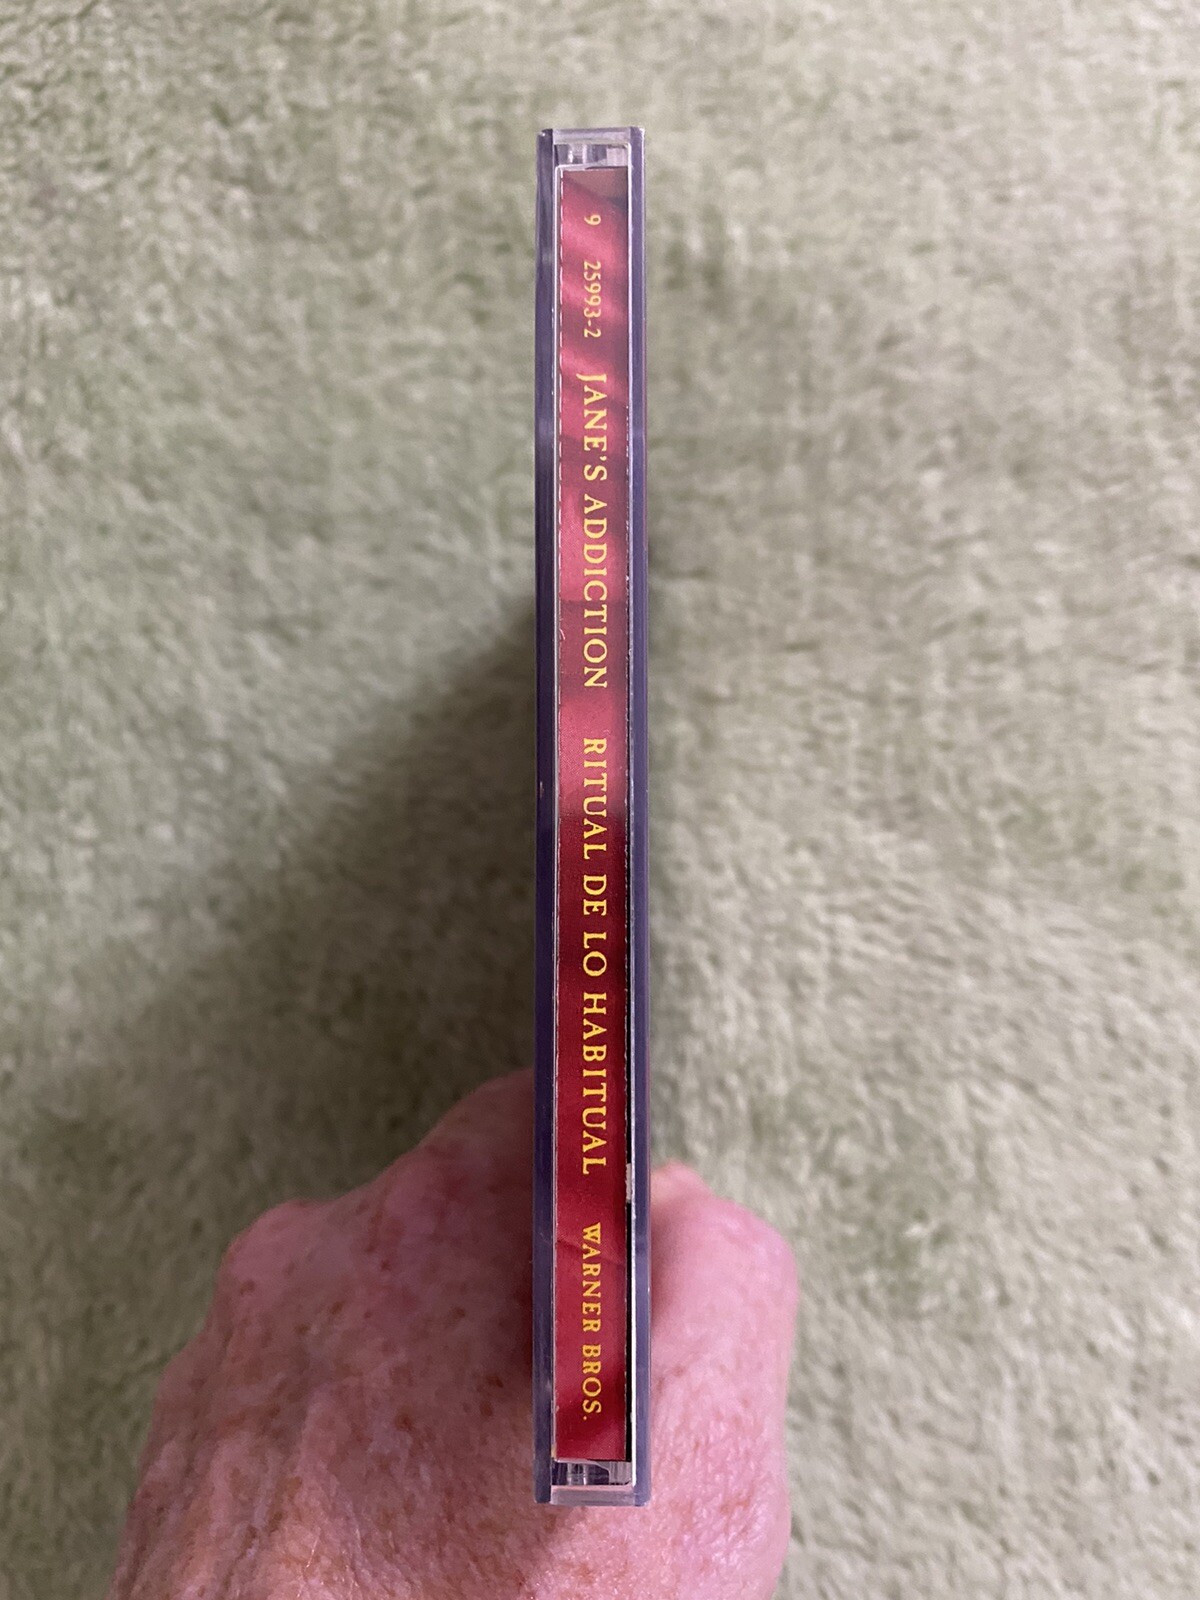 9 25993-2 JANE'S ADDICTION RITUAL DE LO HABITUAL WARNER BROS.